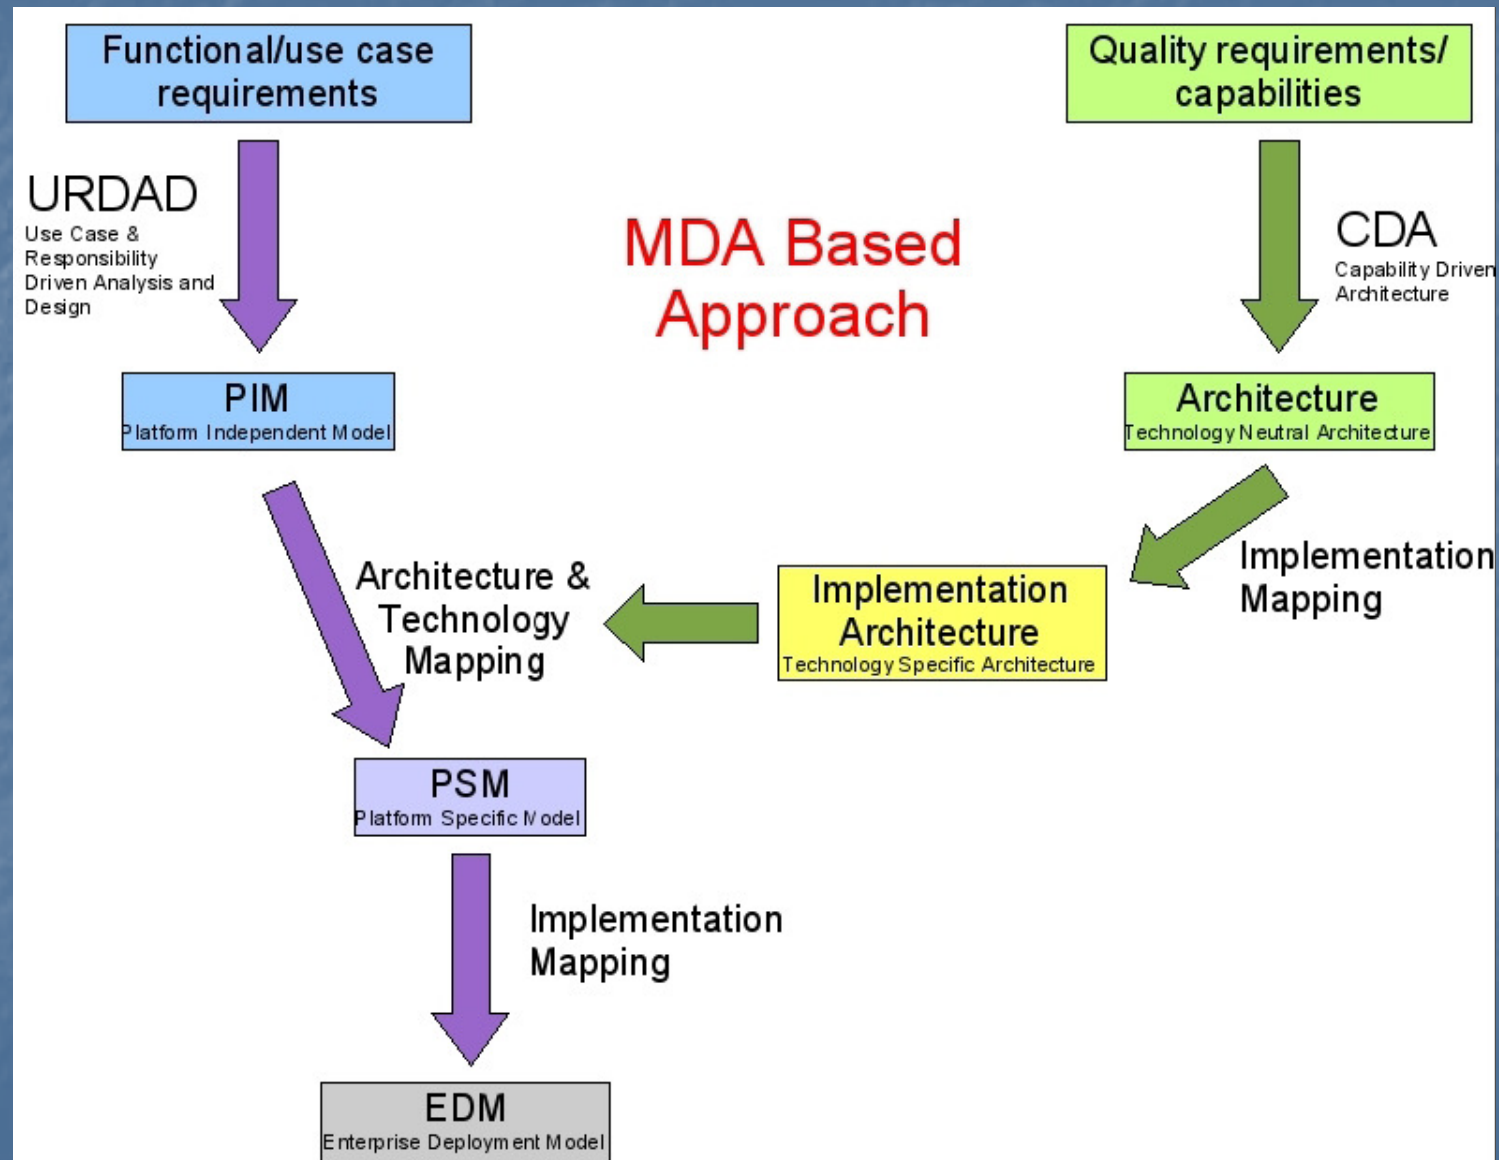 Functional/use case
requirements
Quality requirements/
capabilities
URDAD
Use Case &
Responsibility
Driven Analysis and
Design
MDA Based
Approach
CDA
Capability Driven
Architecture
PIM
Platform Independent Model
Architecture
Technology Neutral Architecture
Architecture &
Technology
Mapping
Implementation
Architecture
Technology Specific Architecture
Implementation
Mapping
PSM
Platform Specific Model
Implementation
Mapping
EDM
Enterprise Deployment Model